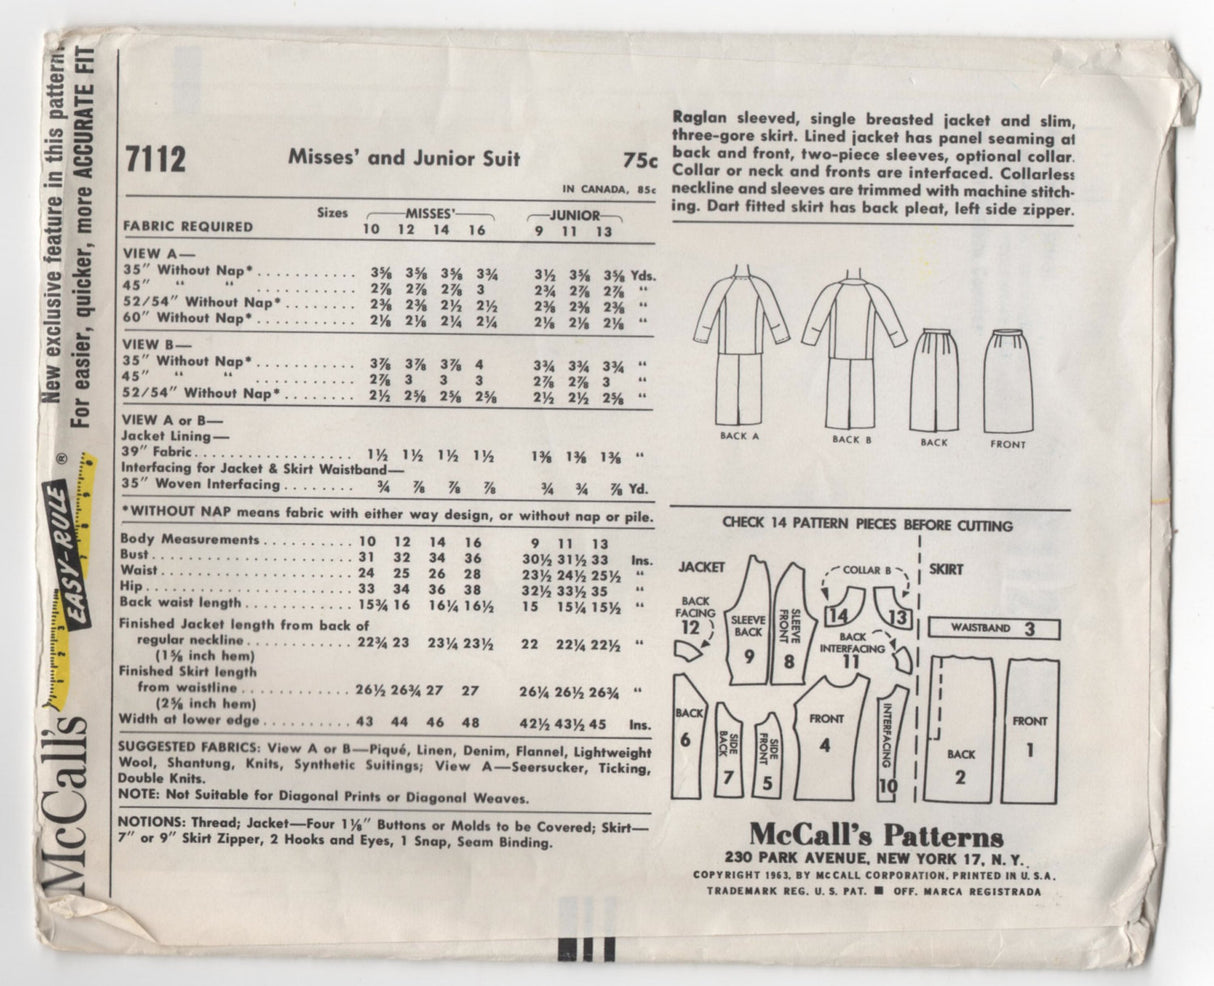 New exclusive feature in this pattern
For easier, quicker, more ACCURATE FIT
McCall's EASY-RULE ®
7112 Misses' and Junior Suit 75c
IN CANADA, 85c
Sizes MISSES' JUNIOR
FABRIC REQUIRED 10 12 14 16 9 11 13
VIEW A—
35" Without Nap* 3⅝ 3⅝ 3⅝ 3¾ 3½ 3⅝ 3⅝ Yds.
45" " " 2⅞ 2⅞ 2⅞ 3 2¾ 2⅞ 2⅞ "
52/54" Without Nap* 2⅜ 2⅜ 2½ 2½ 2⅜ 2⅜ 2⅜ "
60" Without Nap* 2⅛ 2⅛ 2¼ 2¼ 2⅛ 2⅛ 2⅛ "
VIEW B—
35" Without Nap* 3⅞ 3⅞ 3⅞ 4 3¾ 3¾ 3¾ "
45" " " 2⅞ 3 3 3 2⅞ 2⅞ 3 "
52/54" Without Nap* 2½ 2⅝ 2⅝ 2⅝ 2½ 2½ 2⅝ "
VIEW A or B—
Jacket Lining—
39" Fabric 1½ 1½ 1½ 1½ 1⅜ 1⅜ 1⅜ "
Interfacing for Jacket & Skirt Waistband—
35" Woven Interfacing ¾ ⅞ ⅞ ⅞ ¾ ¾ ⅞ Yd.
*WITHOUT NAP means fabric with either way design, or without nap or pile.
Body Measurements 10 12 14 16 9 11 13
Bust 31 32 34 36 30½ 31½ 33 Ins.
Waist 24 25 26 28 23½ 24½ 25½ "
Hip 33 34 36 38 32½ 33½ 35 "
Back waist length 15¾ 16 16¼ 16½ 15 15¼ 15½ "
Finished Jacket length from back of
regular neckline 22¾ 23 23¼ 23½ 22 22¼ 22½ "
(1⅝ inch hem)
Finished Skirt length
from waistline 26½ 26¾ 27 27 26¼ 26½ 26¾ "
(2⅝ inch hem)
Width at lower edge 43 44 46 48 42½ 43½ 45 Ins.
SUGGESTED FABRICS: View A or B—Piqué, Linen, Denim, Flannel, Lightweight
Wool, Shantung, Knits, Synthetic Suitings; View A—Seersucker, Ticking,
Double Knits.
NOTE: Not Suitable for Diagonal Prints or Diagonal Weaves.
NOTIONS: Thread; Jacket—Four 1⅛" Buttons or Molds to be Covered; Skirt—
7" or 9" Skirt Zipper, 2 Hooks and Eyes, 1 Snap, Seam Binding.
Raglan sleeved, single breasted jacket and slim,
three-gore skirt. Lined jacket has panel seaming at
back and front, two-piece sleeves, optional collar.
Collar or neck and fronts are interfaced. Collarless
neckline and sleeves are trimmed with machine stitch-
ing. Dart fitted skirt has back pleat, left side zipper.
BACK A BACK B BACK FRONT
CHECK 14 PATTERN PIECES BEFORE CUTTING
JACKET COLLAR B SKIRT
BACK
FACING
12
SLEEVE
BACK
9
SLEEVE
FRONT
8
14 13
BACK
INTERFACING
11
WAISTBAND 3
BACK
6
SIDE
BACK
7
SIDE
FRONT
5
FRONT
4
INTERFACING
10
BACK
2
FRONT
1
McCall's Patterns
230 PARK AVENUE, NEW YORK 17, N. Y.
COPYRIGHT 1963, BY McCALL CORPORATION, PRINTED IN U. S. A.
TRADEMARK REG. U. S. PAT. ■ OFF. MARCA REGISTRADA